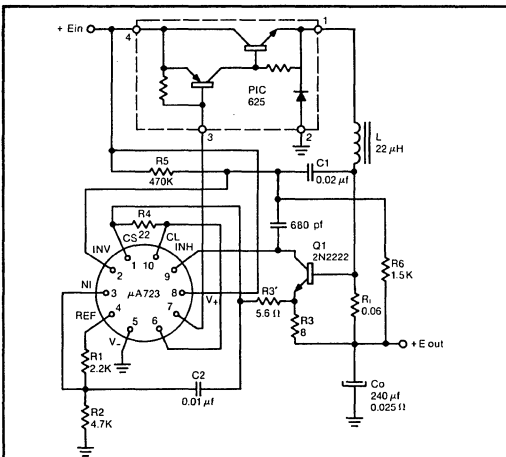 + Ein
4
1
PIC
625
3
2
L
22 μH
R5
470K
C1
0.02 μf
R4
22
680 pf
CS
CL
INH
INV
1
10
2
9
Q1
2N2222
R6
1.5K
NI
3
μA723
8
V+
REF
4
7
5
6
V-
R3'
5.6 Ω
R3
8
Rι
0.06
+ E out
R1
2.2K
C2
0.01 μf
Co
240 μf
0.025 Ω
R2
4.7K